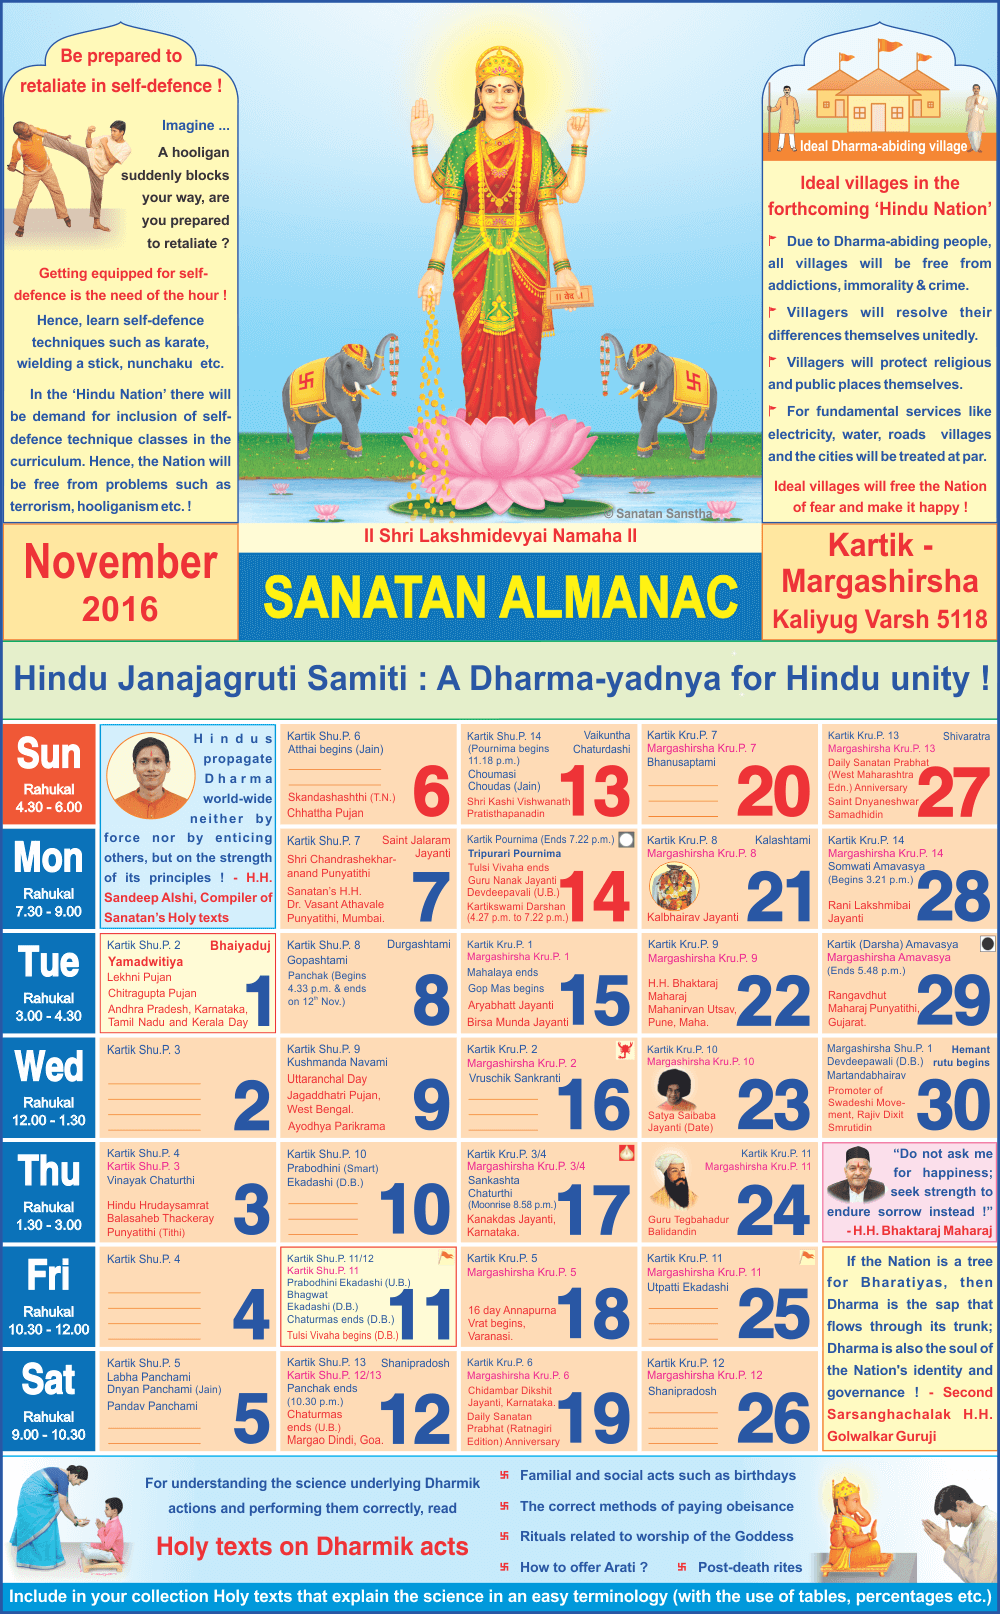 Be prepared to
retaliate in self-defence !
Imagine ...
A hooligan
suddenly blocks
your way, are
you prepared
to retaliate ?
Getting equipped for self-
defence is the need of the hour !
Hence, learn self-defence
techniques such as karate,
wielding a stick, nunchaku etc.
In the ‘Hindu Nation’ there will
be demand for inclusion of self-
defence technique classes in the
curriculum. Hence, the Nation will
be free from problems such as
terrorism, hooliganism etc. !
॥ वेद ॥
© Sanatan Sanstha
Ideal Dharma-abiding village
Ideal villages in the
forthcoming ‘Hindu Nation’
Due to Dharma-abiding people,
all villages will be free from
addictions, immorality & crime.
Villagers will resolve their
differences themselves unitedly.
Villagers will protect religious
and public places themselves.
For fundamental services like
electricity, water, roads villages
and the cities will be treated at par.
Ideal villages will free the Nation
of fear and make it happy !
November
2016
II Shri Lakshmidevyai Namaha II
SANATAN ALMANAC
Kartik -
Margashirsha
Kaliyug Varsh 5118
Hindu Janajagruti Samiti : A Dharma-yadnya for Hindu unity !
Sun
Rahukal
4.30 - 6.00
Hindus
propagate
Dharma
world-wide
neither by
force nor by enticing
others, but on the strength
of its principles ! - H.H.
Sandeep Alshi, Compiler of
Sanatan’s Holy texts
Kartik Shu.P. 6
Atthai begins (Jain)
Skandashashthi (T.N.)
Chhattha Pujan
6
Kartik Shu.P. 14
(Pournima begins
11.18 p.m.)
Vaikuntha
Chaturdashi
Choumasi
Choudas (Jain)
Shri Kashi Vishwanath
Pratisthapanadin
13
Kartik Kru.P. 7
Margashirsha Kru.P. 7
Bhanusaptami
20
Kartik Kru.P. 13
Shivaratra
Margashirsha Kru.P. 13
Daily Sanatan Prabhat
(West Maharashtra
Edn.) Anniversary
Saint Dnyaneshwar
Samadhidin
27
Mon
Rahukal
7.30 - 9.00
Kartik Shu.P. 7
Saint Jalaram
Jayanti
Shri Chandrashekhar-
anand Punyatithi
Sanatan’s H.H.
Dr. Vasant Athavale
Punyatithi, Mumbai.
7
Kartik Pournima (Ends 7.22 p.m.)
Tripurari Pournima
Tulsi Vivaha ends
Guru Nanak Jayanti
Devdeepavali (U.B.)
Kartikswami Darshan
(4.27 p.m. to 7.22 p.m.)
14
Kartik Kru.P. 8
Kalashtami
Margashirsha Kru.P. 8
Kalbhairav Jayanti
21
Kartik Kru.P. 14
Margashirsha Kru.P. 14
Somwati Amavasya
(Begins 3.21 p.m.)
Rani Lakshmibai
Jayanti
28
Tue
Rahukal
3.00 - 4.30
Kartik Shu.P. 2
Bhaiyaduj
Yamadwitiya
Lekhni Pujan
Chitragupta Pujan
Andhra Pradesh, Karnataka,
Tamil Nadu and Kerala Day
1
Kartik Shu.P. 8
Durgashtami
Gopashtami
Panchak (Begins
4.33 p.m. & ends
on 12th Nov.)
8
Kartik Kru.P. 1
Margashirsha Kru.P. 1
Mahalaya ends
Gop Mas begins
Aryabhatt Jayanti
Birsa Munda Jayanti
15
Kartik Kru.P. 9
Margashirsha Kru.P. 9
H.H. Bhaktaraj
Maharaj
Mahanirvan Utsav,
Pune, Maha.
22
Kartik (Darsha) Amavasya
Margashirsha Amavasya
(Ends 5.48 p.m.)
Rangavdhut
Maharaj Punyatithi,
Gujarat.
29
Wed
Rahukal
12.00 - 1.30
Kartik Shu.P. 3
2
Kartik Shu.P. 9
Kushmanda Navami
Uttaranchal Day
Jagaddhatri Pujan,
West Bengal.
Ayodhya Parikrama
9
Kartik Kru.P. 2
Margashirsha Kru.P. 2
Vruschik Sankranti
16
Kartik Kru.P. 10
Margashirsha Kru.P. 10
Satya Saibaba
Jayanti (Date)
23
Margashirsha Shu.P. 1
Hemant
rutu begins
Devdeepawali (D.B.)
Martandabhairav
Promoter of
Swadeshi Move-
ment, Rajiv Dixit
Smrutidin
30
Thu
Rahukal
1.30 - 3.00
Kartik Shu.P. 4
Kartik Shu.P. 3
Vinayak Chaturthi
Hindu Hrudaysamrat
Balasaheb Thackeray
Punyatithi (Tithi)
3
Kartik Shu.P. 10
Prabodhini (Smart)
Ekadashi (D.B.)
10
Kartik Kru.P. 3/4
Margashirsha Kru.P. 3/4
Sankashta
Chaturthi
(Moonrise 8.58 p.m.)
Kanakdas Jayanti,
Karnataka.
17
Kartik Kru.P. 11
Margashirsha Kru.P. 11
Guru Tegbahadur
Balidandin
24
“Do not ask me
for happiness;
seek strength to
endure sorrow instead !”
- H.H. Bhaktaraj Maharaj
Fri
Rahukal
10.30 - 12.00
Kartik Shu.P. 4
4
Kartik Shu.P. 11/12
Kartik Shu.P. 11
Prabodhini Ekadashi (U.B.)
Bhagwat
Ekadashi (D.B.)
Chaturmas ends (D.B.)
Tulsi Vivaha begins (D.B.)
11
Kartik Kru.P. 5
Margashirsha Kru.P. 5
16 day Annapurna
Vrat begins,
Varanasi.
18
Kartik Kru.P. 11
Margashirsha Kru.P. 11
Utpatti Ekadashi
25
If the Nation is a tree
for Bharatiyas, then
Dharma is the sap that
flows through its trunk;
Dharma is also the soul of
the Nation's identity and
governance ! - Second
Sarsanghachalak H.H.
Golwalkar Guruji
Sat
Rahukal
9.00 - 10.30
Kartik Shu.P. 5
Labha Panchami
Dnyan Panchami (Jain)
Pandav Panchami
5
Kartik Shu.P. 13
Shanipradosh
Kartik Shu.P. 12/13
Panchak ends
(10.30 p.m.)
Chaturmas
ends (U.B.)
Margao Dindi, Goa.
12
Kartik Kru.P. 6
Margashirsha Kru.P. 6
Chidambar Dikshit
Jayanti, Karnataka.
Daily Sanatan
Prabhat (Ratnagiri
Edition) Anniversary
19
Kartik Kru.P. 12
Margashirsha Kru.P. 12
Shanipradosh
26
For understanding the science underlying Dharmik
actions and performing them correctly, read
Holy texts on Dharmik acts
Familial and social acts such as birthdays
The correct methods of paying obeisance
Rituals related to worship of the Goddess
How to offer Arati ?
Post-death rites
Include in your collection Holy texts that explain the science in an easy terminology (with the use of tables, percentages etc.)